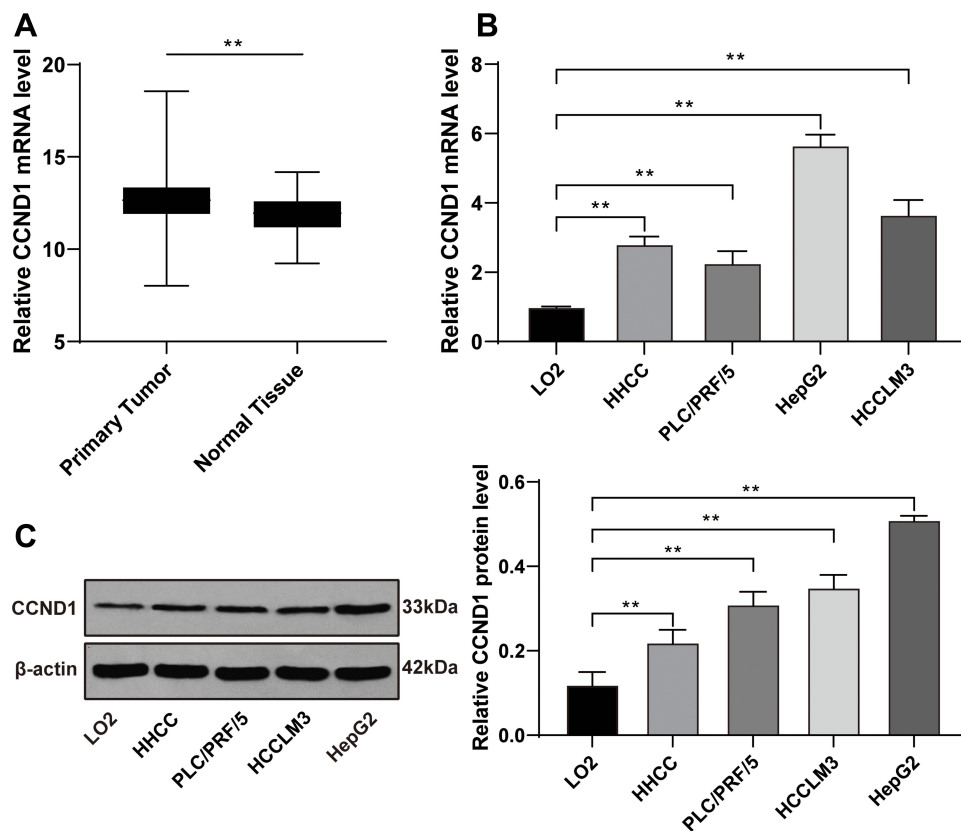 A
Relative CCND1 mRNA level
20
15
10
5
**
Primary Tumor
Normal Tissue
B
Relative CCND1 mRNA level
8
6
4
2
0
**
**
**
**
LO2
HHCC
PLC/PRF/5
HepG2
HCCLM3
C
CCND1
33kDa
β-actin
42kDa
LO2
HHCC
PLC/PRF/5
HCCLM3
HepG2
Relative CCND1 protein level
0.6
0.4
0.2
0.0
**
**
**
**
LO2
HHCC
PLC/PRF/5
HCCLM3
HepG2